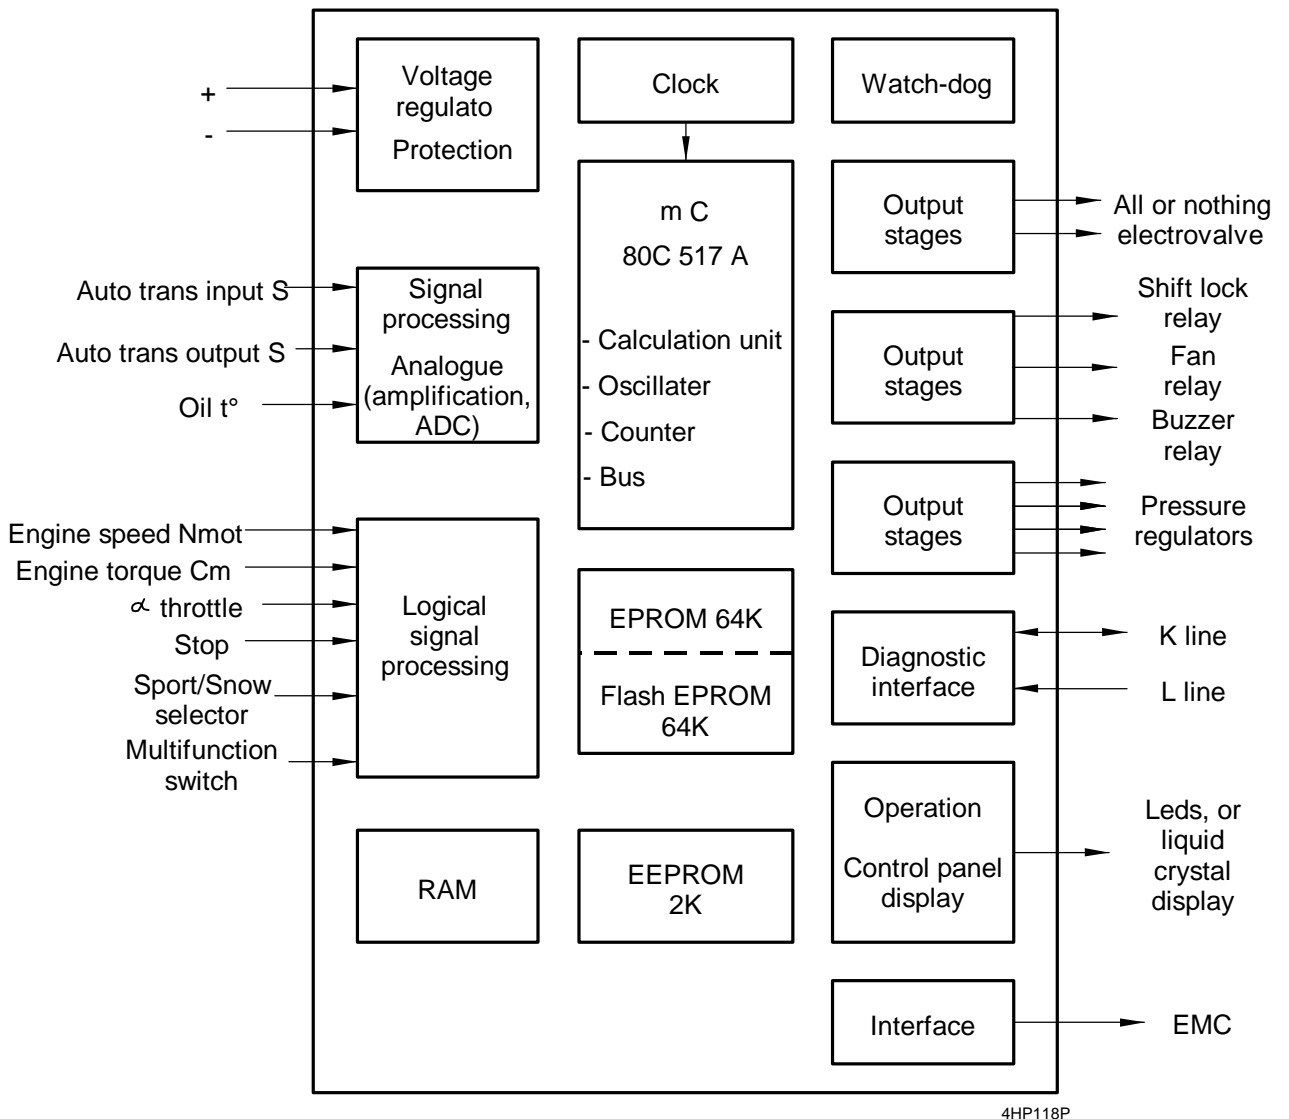 +
-
Voltage
regulato
Protection
Clock
Watch-dog
m C
80C 517 A
- Calculation unit
- Oscillater
- Counter
- Bus
Output
stages
All or nothing
electrovalve
Auto trans input S
Auto trans output S
Oil t°
Signal
processing
Analogue
(amplification,
ADC)
Output
stages
Shift lock
relay
Fan
relay
Buzzer
relay
Output
stages
Pressure
regulators
Engine speed Nmot
Engine torque Cm
α throttle
Stop
Sport/Snow
selector
Multifunction
switch
Logical
signal
processing
EPROM 64K
Flash EPROM
64K
Diagnostic
interface
K line
L line
RAM
EEPROM
2K
Operation
Control panel
display
Leds, or
liquid
crystal
display
Interface
EMC
4HP118P